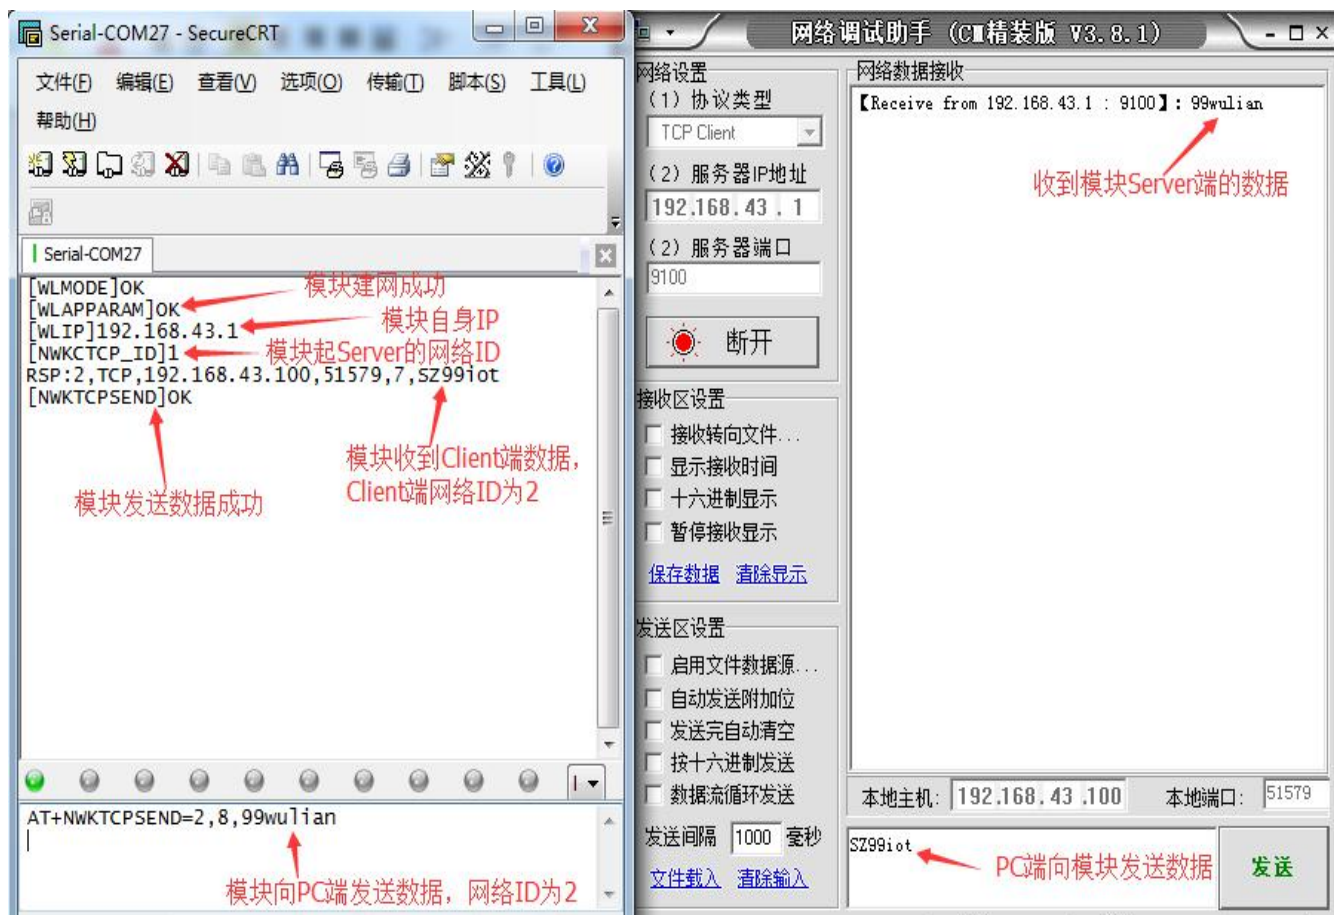 Serial-COM27 - SecureCRT
文件(F) 编辑(E) 查看(V) 选项(O) 传输(T) 脚本(S) 工具(L)
帮助(H)
Serial-COM27
[WLMODE]OK
模块建网成功
[WLAPPARAM]OK
模块自身IP
[WLIP]192.168.43.1
[NWKCTCP_ID]1
模块起Server的网络ID
RSP:2,TCP,192.168.43.100,51579,7,SZ99iot
[NWKTCPSEND]OK
模块收到Client端数据，
Client端网络ID为2
模块发送数据成功
AT+NWKTCPSEND=2,8,99wulian
模块向PC端发送数据，网络ID为2
网络调试助手 (C■精装版 V3.8.1)
网络设置
(1) 协议类型
TCP Client
(2) 服务器IP地址
192.168.43.1
(2) 服务器端口
9100
断开
接收区设置
接收转向文件...
显示接收时间
十六进制显示
暂停接收显示
保存数据 清除显示
发送区设置
启用文件数据源...
自动发送附加位
发送完自动清空
按十六进制发送
数据流循环发送
发送间隔 1000 毫秒
文件载入 清除输入
网络数据接收
【Receive from 192.168.43.1 : 9100】: 99wulian
收到模块Server端的数据
本地主机: 192.168.43.100 本地端口: 51579
SZ99iot
PC端向模块发送数据
发送